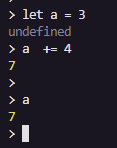 > let a = 3
undefined
> a  += 4
7
>
> a
7
>